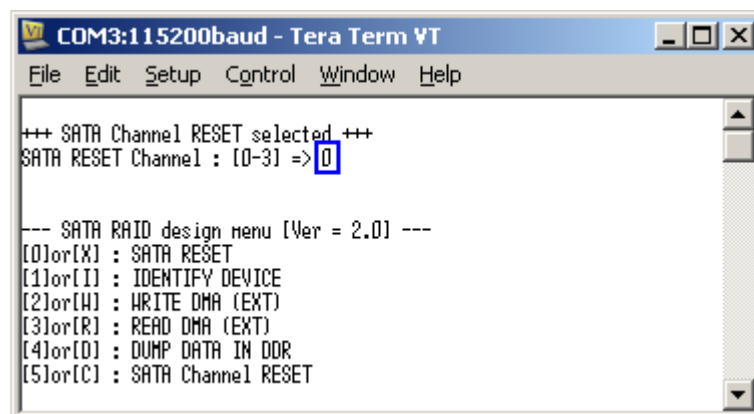 COM3:115200baud - Tera Term VT
File Edit Setup Control Window Help
+++ SATA Channel RESET selected +++
SATA RESET Channel : [0-3] => 0
--- SATA RAID design menu [Ver = 2.0] ---
[0]or[X] : SATA RESET
[1]or[I] : IDENTIFY DEVICE
[2]or[W] : WRITE DMA (EXT)
[3]or[R] : READ DMA (EXT)
[4]or[D] : DUMP DATA IN DDR
[5]or[C] : SATA Channel RESET